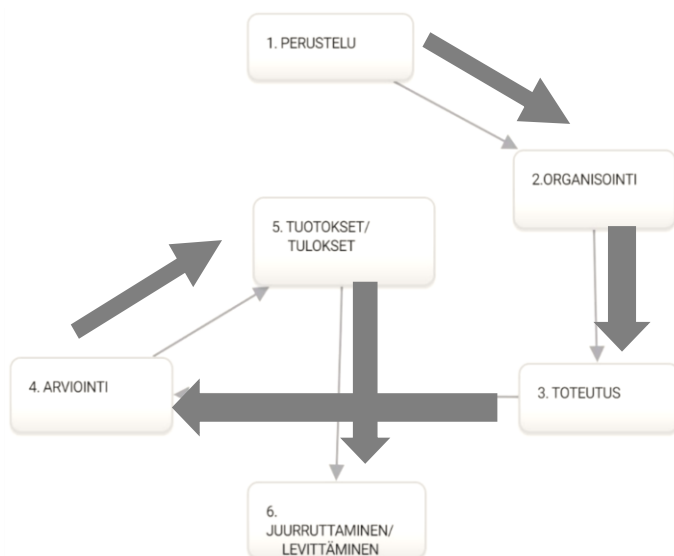 1. PERUSTELU
2.ORGANISOINTI
5. TUOTOKSET/
TULOKSET
4. ARVIOINTI
3. TOTEUTUS
6.
JUURRUTTAMINEN/
LEVITTÄMINEN